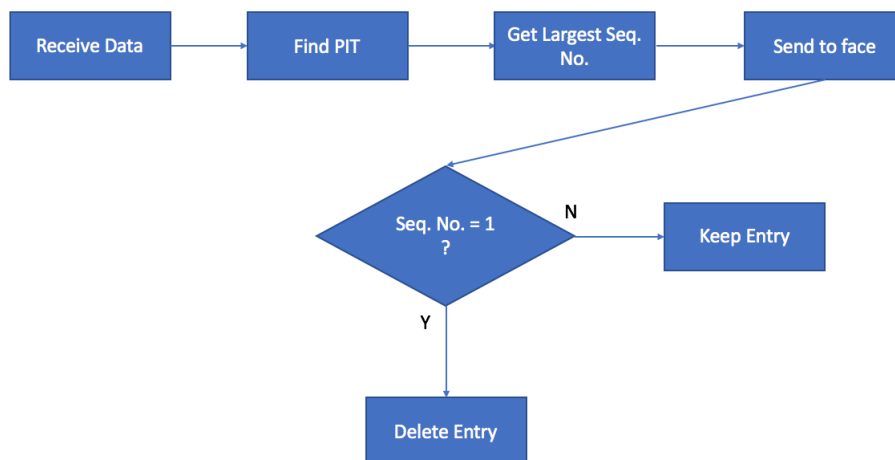 Receive Data
Find PIT
Get Largest Seq.
No.
Send to face
Seq. No. = 1
?
N
Keep Entry
Y
Delete Entry